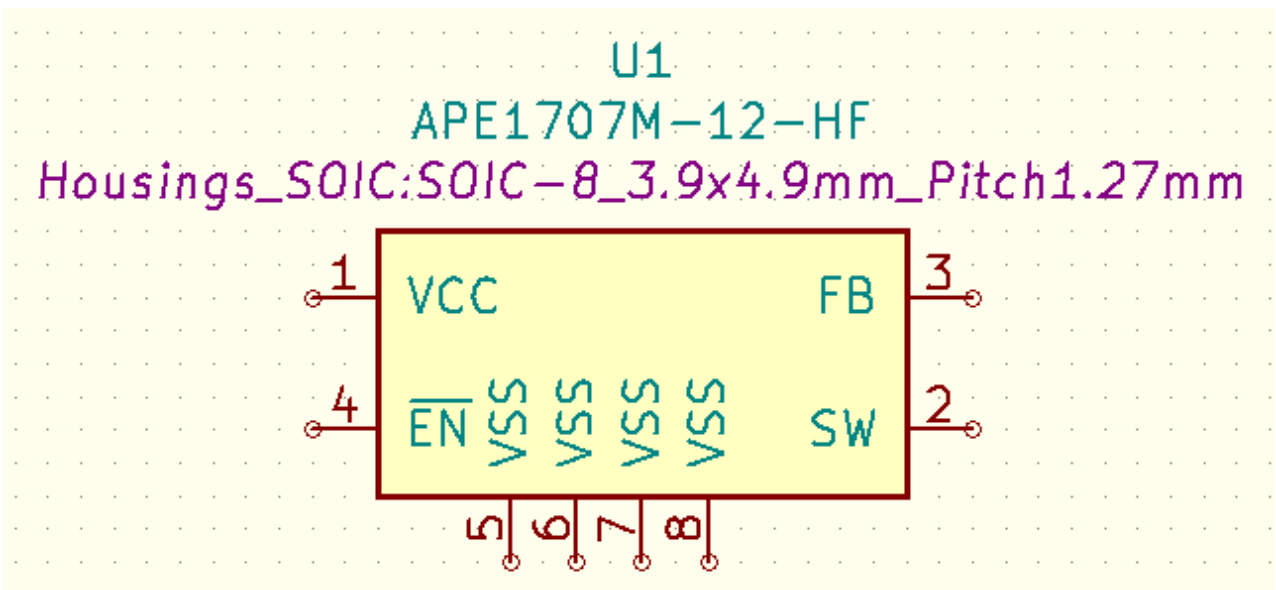 U1
APE1707M-12-HF
Housings_SOIC:SOIC-8_3.9x4.9mm_Pitch1.27mm
1 VCC FB 3
4 EN VSS VSS VSS VSS SW 2
5 6 7 8